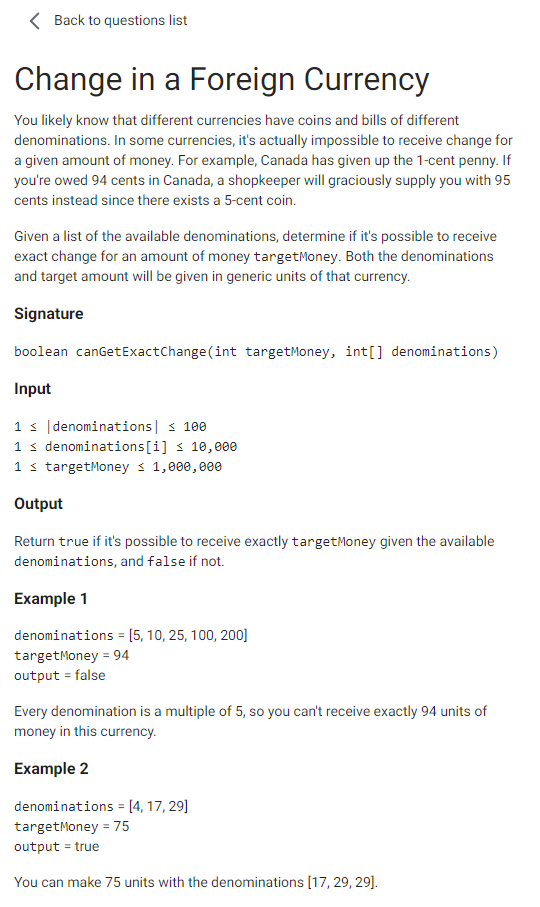 Back to questions list
Change in a Foreign Currency
You likely know that different currencies have coins and bills of different
denominations. In some currencies, it's actually impossible to receive change for
a given amount of money. For example, Canada has given up the 1-cent penny. If
you're owed 94 cents in Canada, a shopkeeper will graciously supply you with 95
cents instead since there exists a 5-cent coin.
Given a list of the available denominations, determine if it's possible to receive
exact change for an amount of money targetMoney. Both the denominations
and target amount will be given in generic units of that currency.
Signature
boolean canGetExactChange(int targetMoney, int[] denominations)
Input
1 ≤ |denominations| ≤ 100
1 ≤ denominations[i] ≤ 10,000
1 ≤ targetMoney ≤ 1,000,000
Output
Return true if it's possible to receive exactly targetMoney given the available
denominations, and false if not.
Example 1
denominations = [5, 10, 25, 100, 200]
targetMoney = 94
output = false
Every denomination is a multiple of 5, so you can't receive exactly 94 units of
money in this currency.
Example 2
denominations = [4, 17, 29]
targetMoney = 75
output = true
You can make 75 units with the denominations [17, 29, 29].